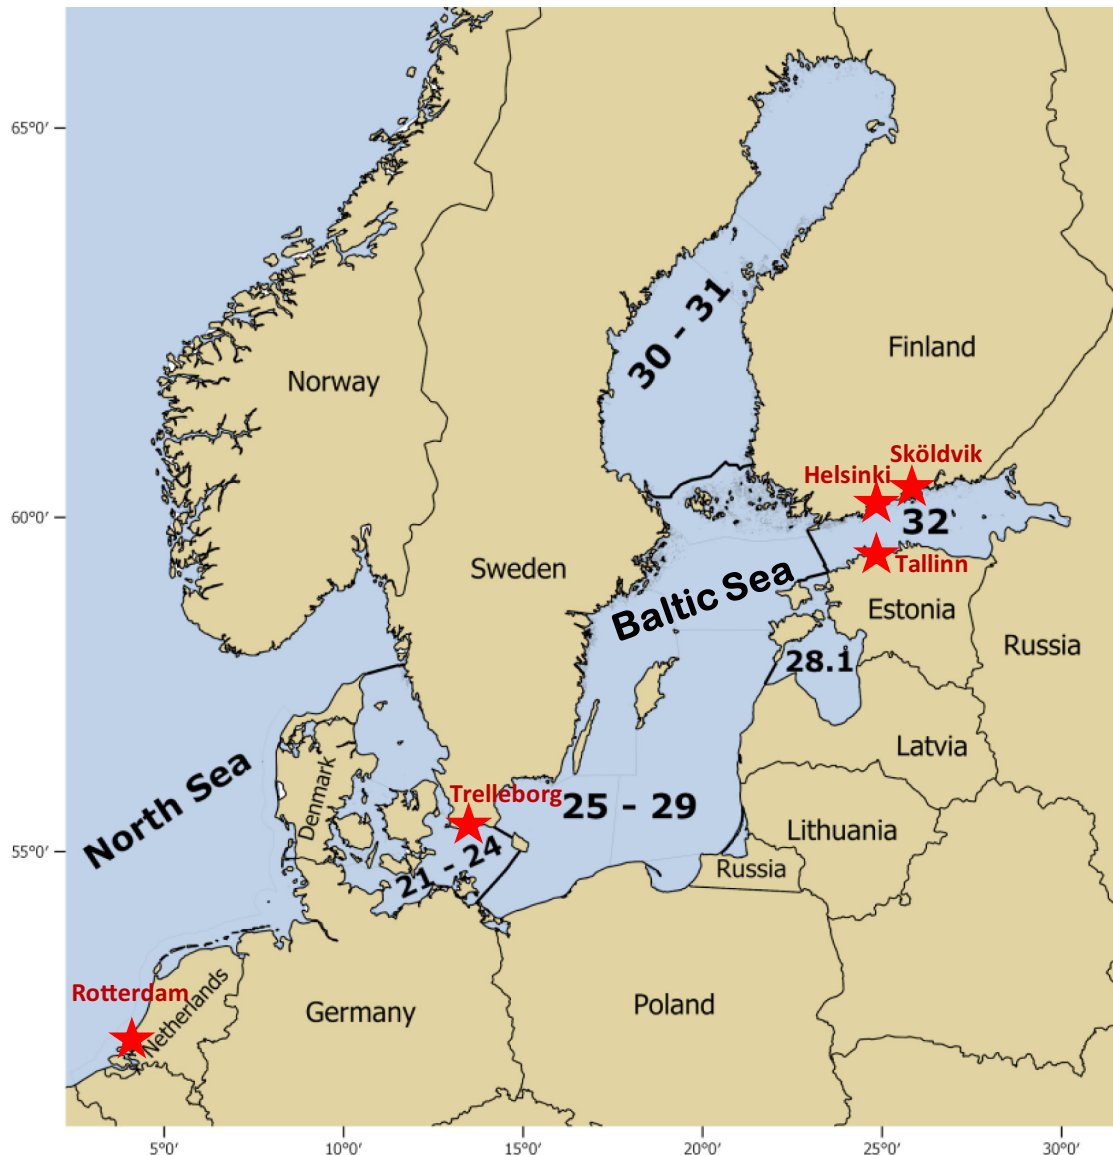 65°0′
30 - 31
Finland
Norway
Sköldvik
Helsinki
60°0′
32
Tallinn
Sweden
Baltic Sea
Estonia
28.1
Russia
Latvia
North Sea
Denmark
Trelleborg
25 - 29
Lithuania
55°0′
21 - 24
Russia
Rotterdam
Netherlands
Germany
Poland
5°0′ 10°0′ 15°0′ 20°0′ 25°0′ 30°0′